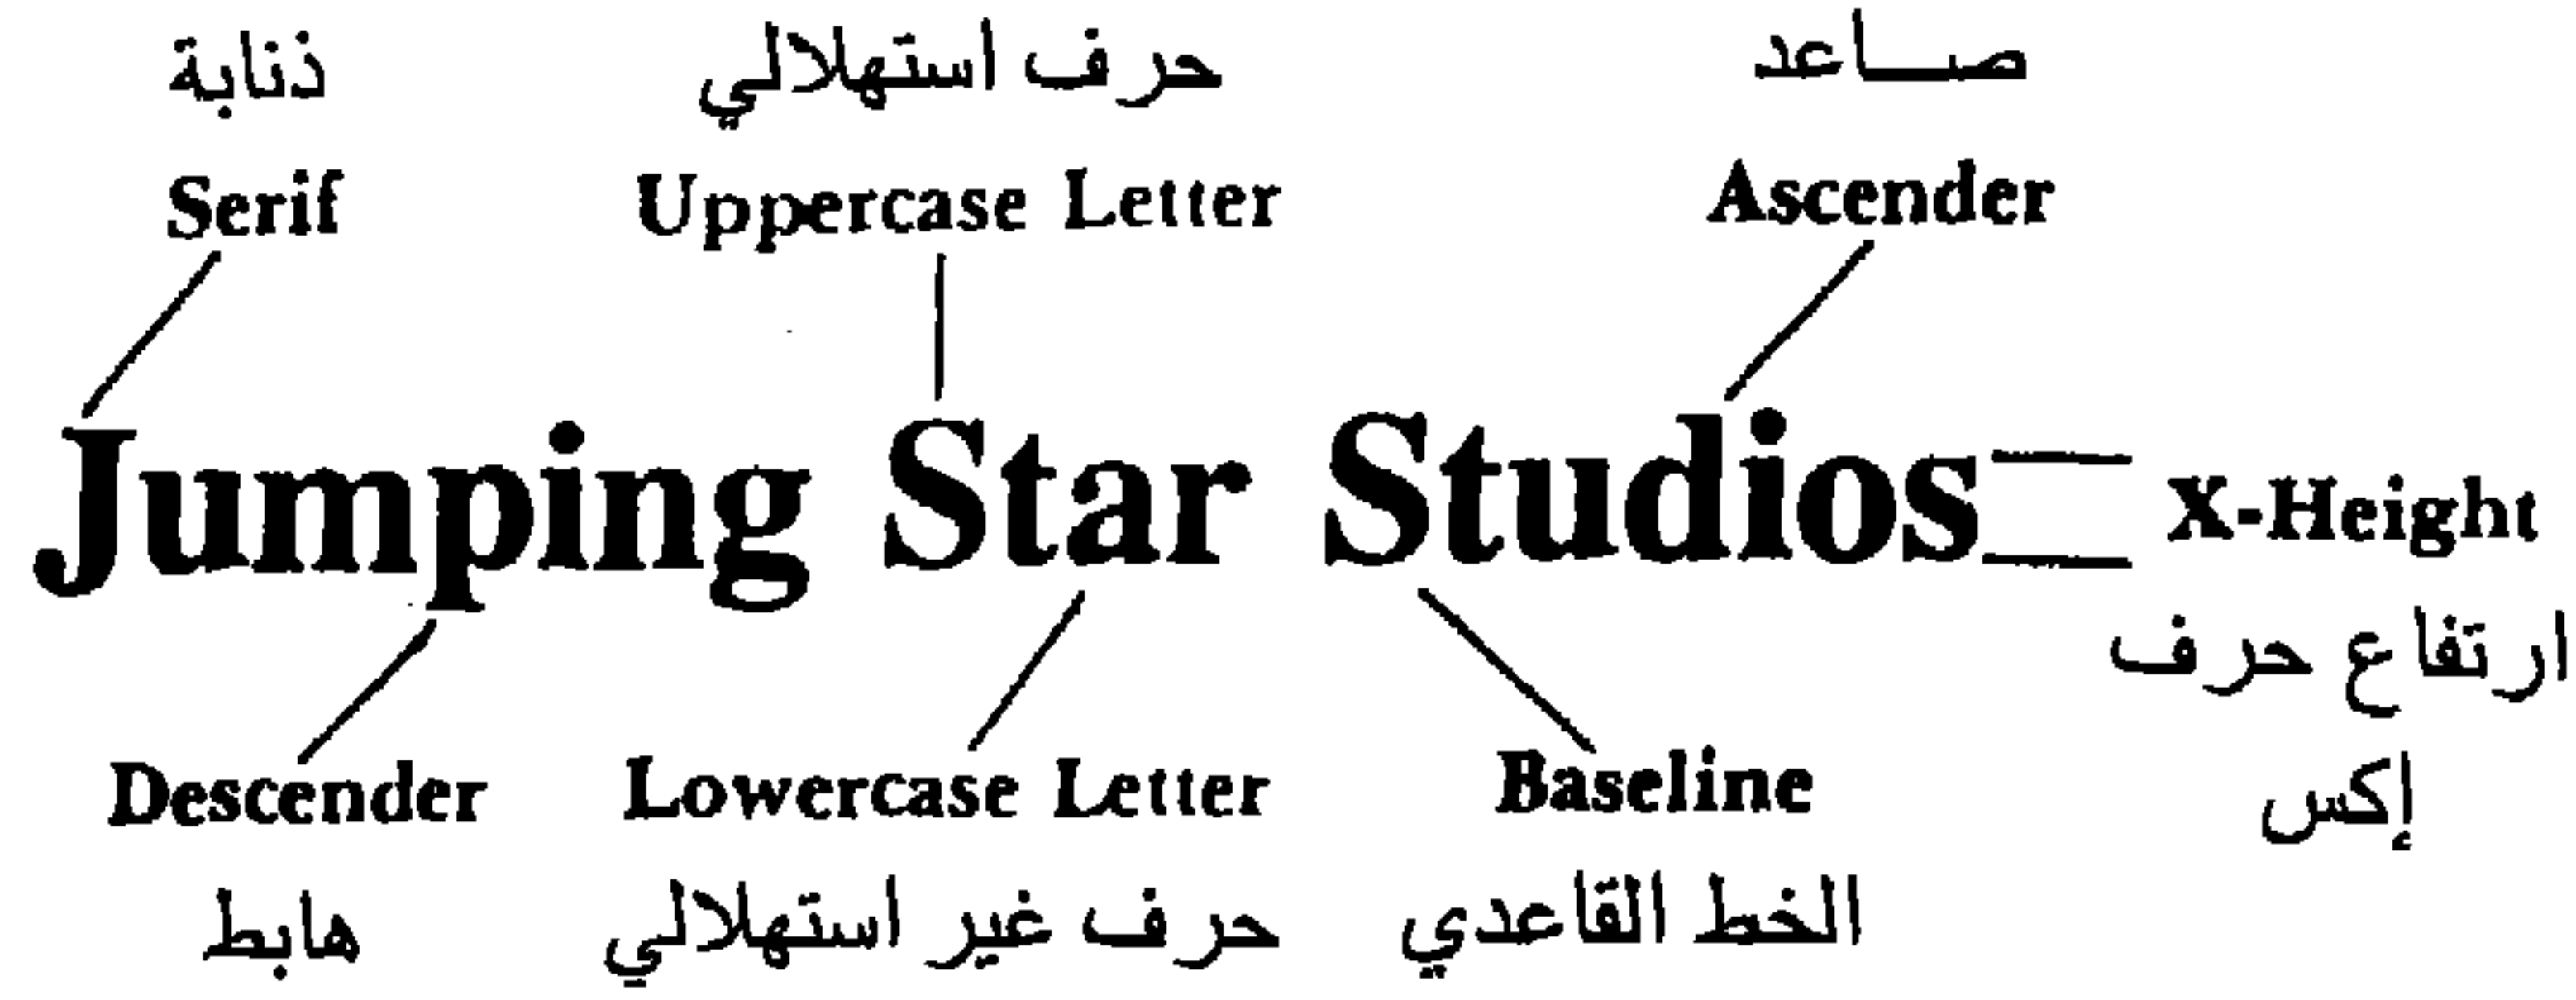 ذنابة
حرف استهلالي
صاعد
Serif
Uppercase Letter
Ascender
Jumping Star Studios
X-Height
ارتفاع حرف
إكس
Descender
Lowercase Letter
Baseline
هابط
حرف غير استهلالي
الخط القاعدي